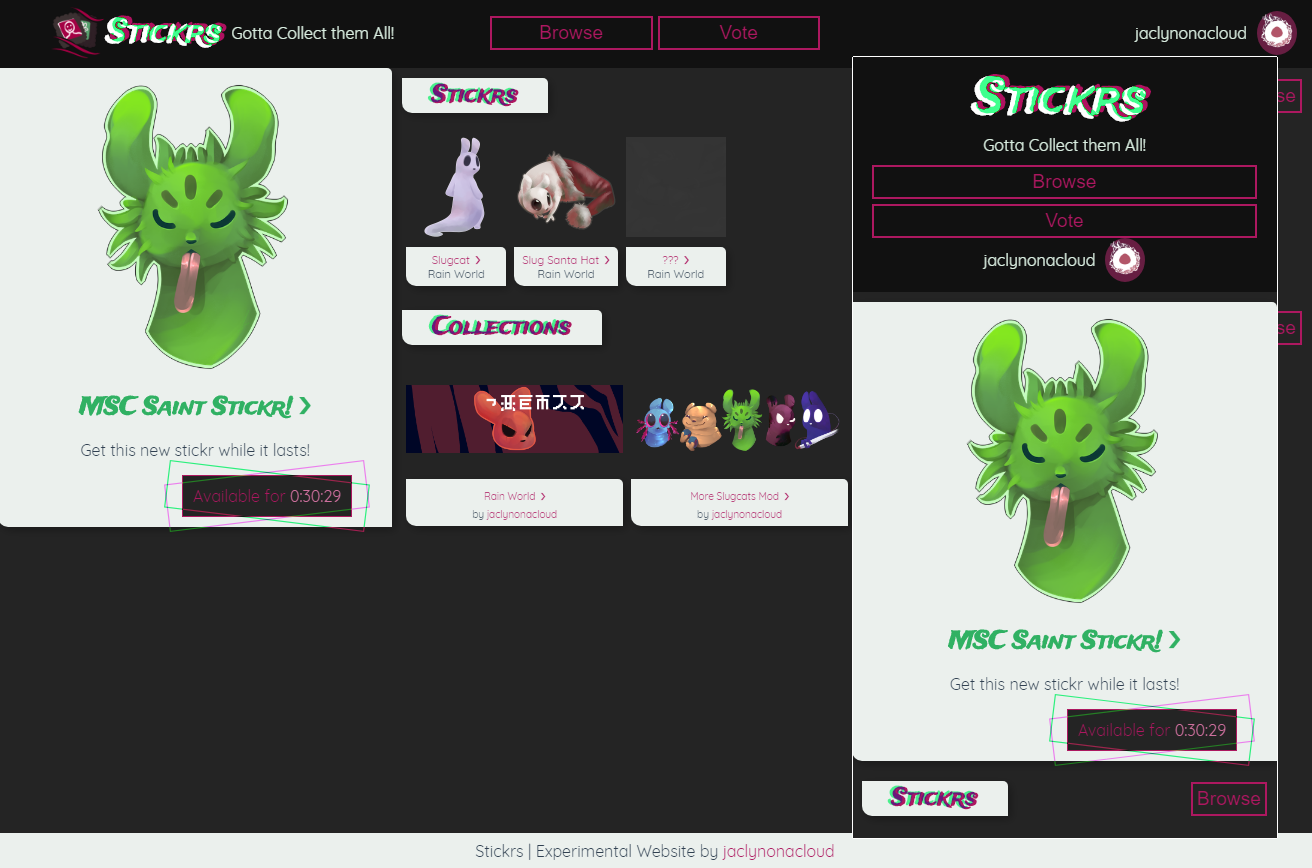 Stickrs Gotta Collect them All!
Browse
Vote
jaclynonacloud
MSC Saint Stickr! ›
Get this new stickr while it lasts!
Available for 0:30:29
Stickrs
Slugcat ›
Rain World
Slug Santa Hat ›
Rain World
??? ›
Rain World
Collections
Rain World ›
by jaclynonacloud
More Slugcats Mod ›
by jaclynonacloud
se
se
Stickrs
Gotta Collect them All!
Browse
Vote
jaclynonacloud
MSC Saint Stickr! ›
Get this new stickr while it lasts!
Available for 0:30:29
Stickrs
Browse
Stickrs | Experimental Website by jaclynonacloud